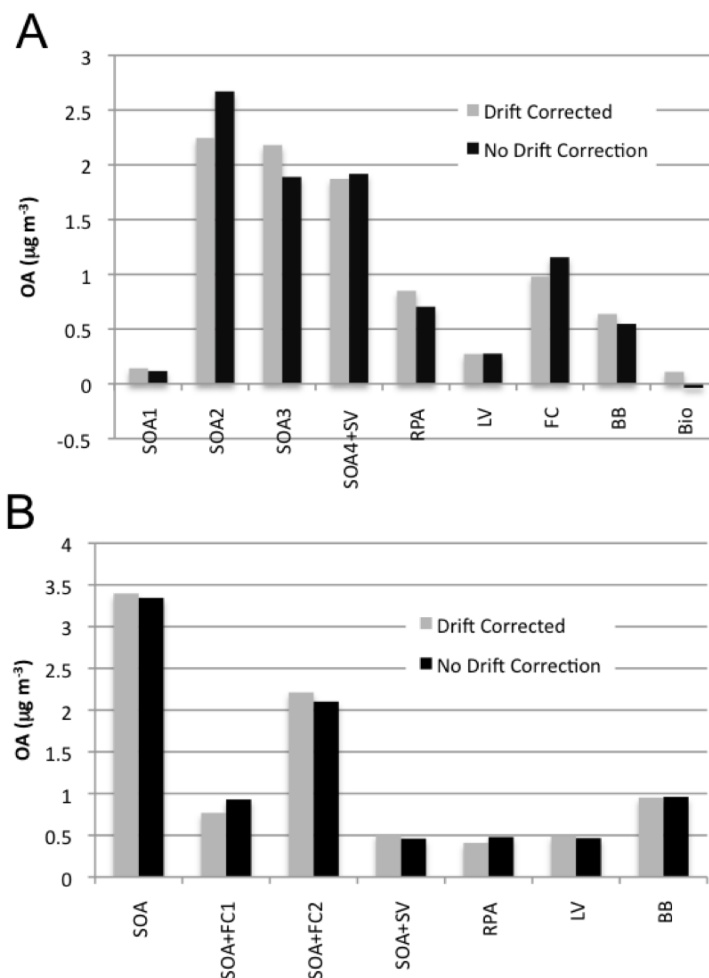 A
3
2.5
2
1.5
1
0.5
0
-0.5
OA (µg m-3)
Drift Corrected
No Drift Correction
SOA1
SOA2
SOA3
SOA4+SV
RPA
LV
FC
BB
Bio
B
4
3.5
3
2.5
2
1.5
1
0.5
0
OA (µg m-3)
Drift Corrected
No Drift Correction
SOA
SOA+FC1
SOA+FC2
SOA+SV
RPA
LV
BB